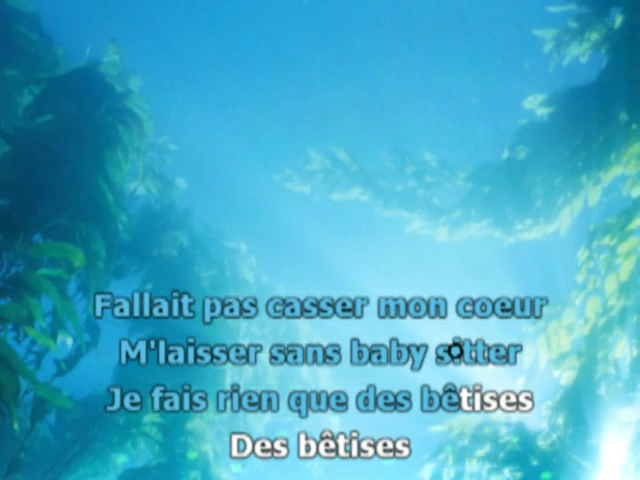 Fallait pas casser mon coeur
M'laisser sans baby sitter
Je fais rien que des bêtises
Des bêtises